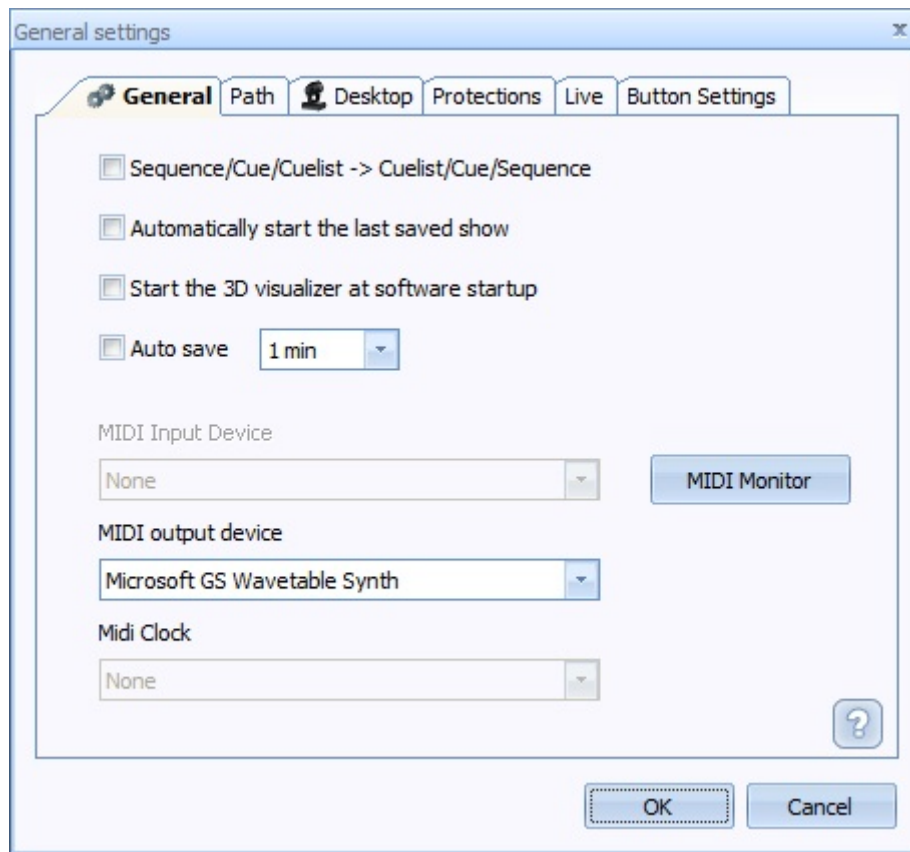 General settings
x
General Path Desktop Protections Live Button Settings
Sequence/Cue/Cuelist -> Cuelist/Cue/Sequence
Automatically start the last saved show
Start the 3D visualizer at software startup
Auto save 1 min
MIDI Input Device
None MIDI Monitor
MIDI output device
Microsoft GS Wavetable Synth
Midi Clock
None
?
OK Cancel